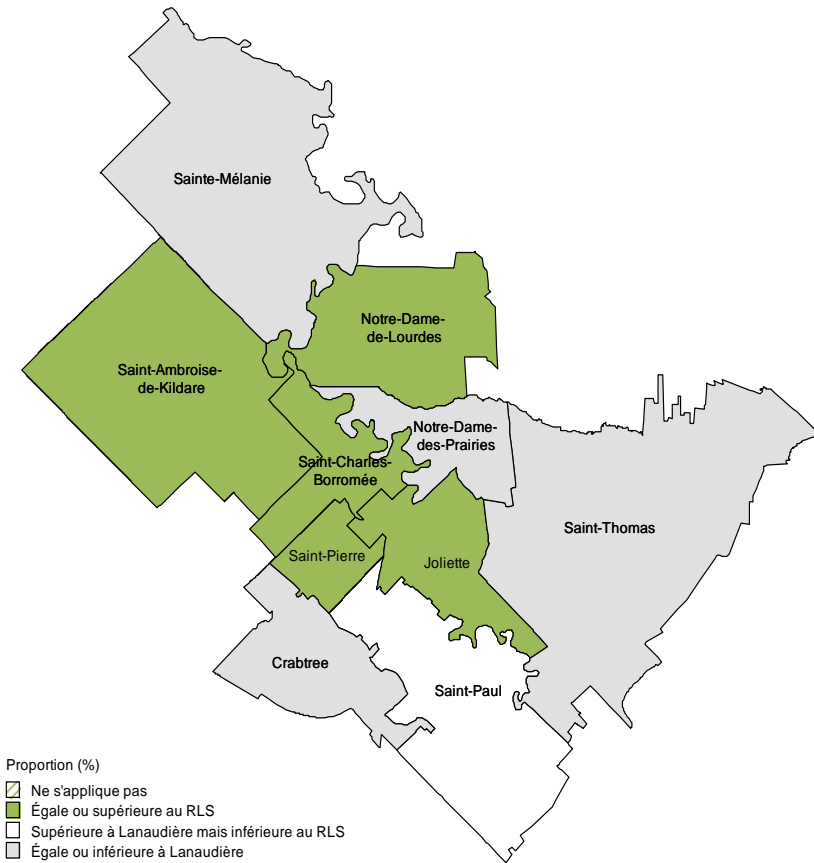 Sainte-Mélanie
Notre-Dame-
de-Lourdes
Saint-Ambroise-
de-Kildare
Notre-Dame-
des-Prairies
Saint-Charles-
Borromée
Saint-Thomas
Saint-Pierre
Joliette
Crabtree
Saint-Paul
Proportion (%)
Ne s'applique pas
Égale ou supérieure au RLS
Supérieure à Lanaudière mais inférieure au RLS
Égale ou inférieure à Lanaudière